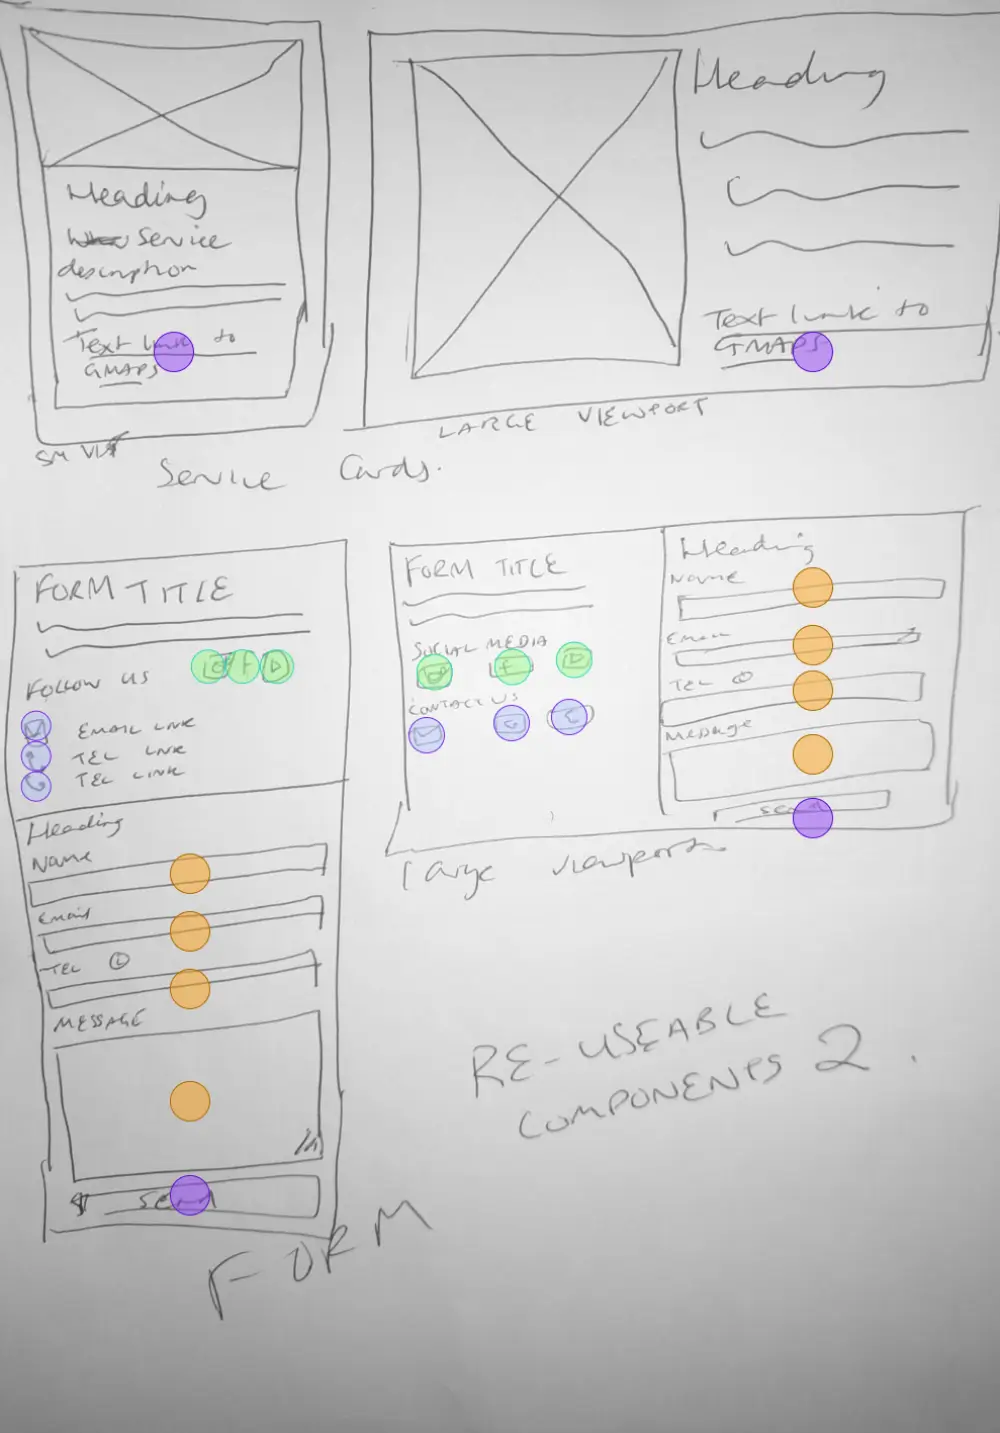 Heading
Service
description
Text link to
GMAPS
SM
Heading
Text link to
GMAPS
LARGE VIEWPORT
Service Cards.
FORM TITLE
FOLLOW US
EMAIL LINK
TEL LINK
TEL LINK
Heading
Name
Email
TEL
MESSAGE
SEND
FORM TITLE
SOCIAL MEDIA
CONTACT US
Heading
Name
Email
TEL
Message
Send
large viewport
RE-USEABLE
COMPONENTS 2.
FORM